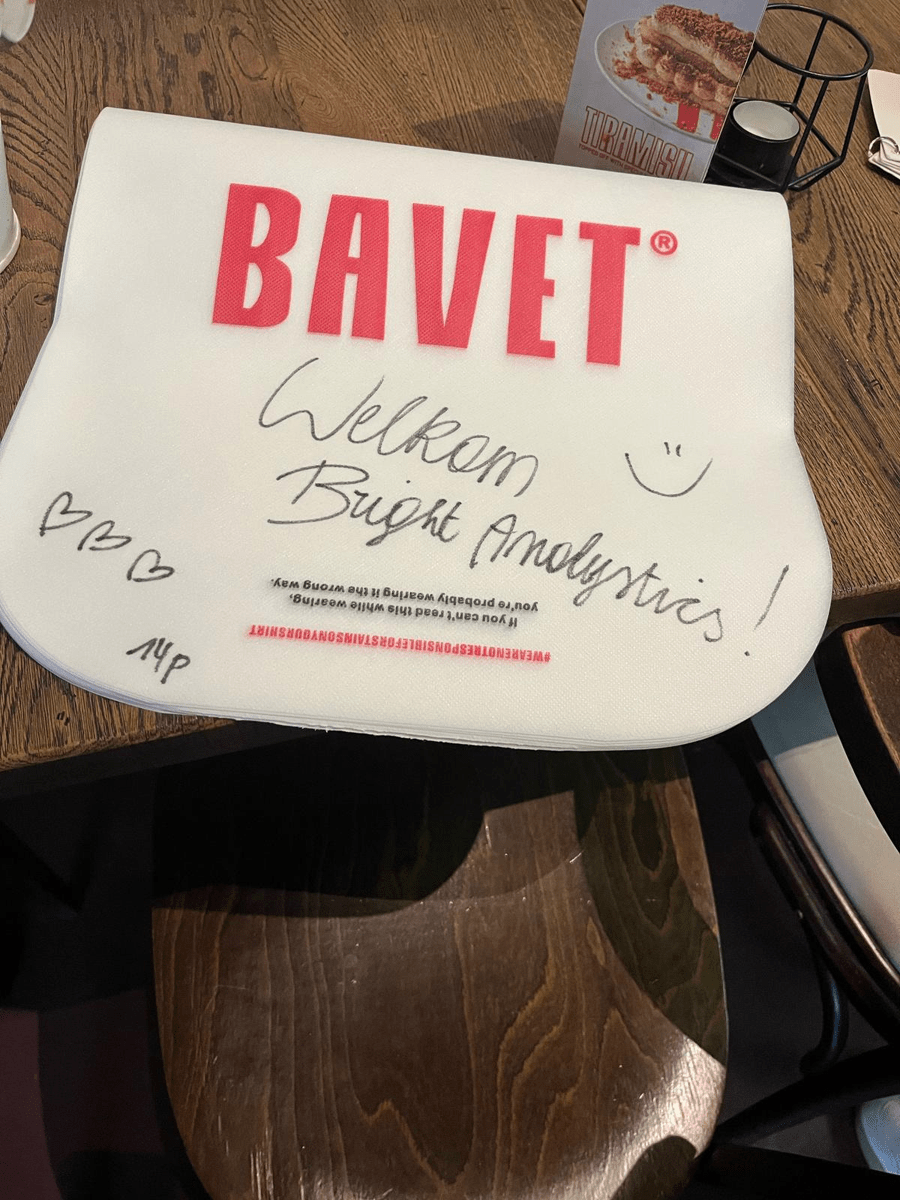 TIRAMISU
BAVET®
Welkom
Bright Analystics!
If you can't read this while wearing,
you're probably wearing it the wrong way.
#WEARENOTRESPONSIBLEFORSTAINSONYOURSHIRT
14p